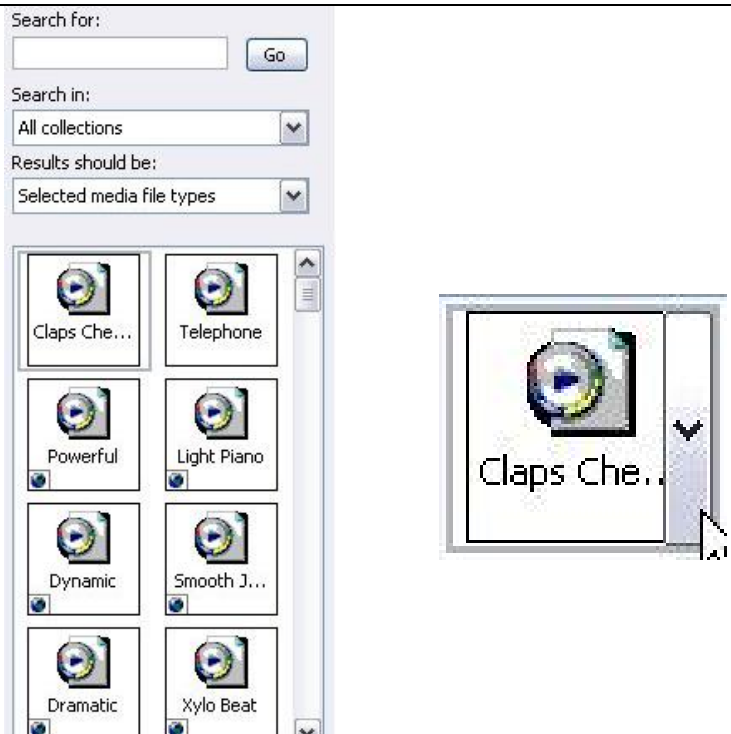 Search for:
Go
Search in:
All collections
Results should be:
Selected media file types
Claps Che...
Telephone
Powerful
Light Piano
Dynamic
Smooth J...
Dramatic
Xylo Beat
Claps Che..